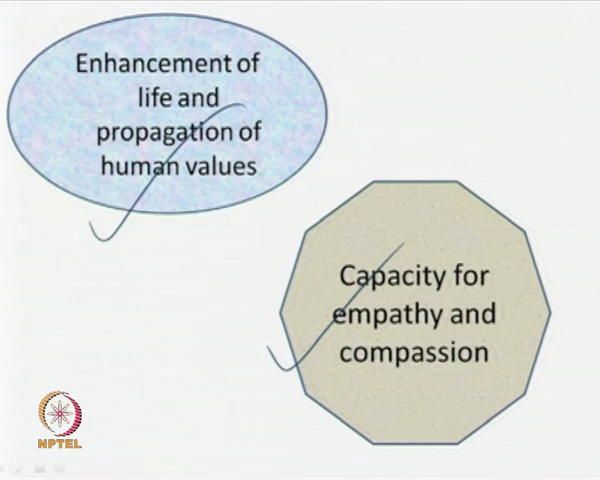 Enhancement of
life and
propagation of
human values
Capacity for
empathy and
compassion
NPTEL